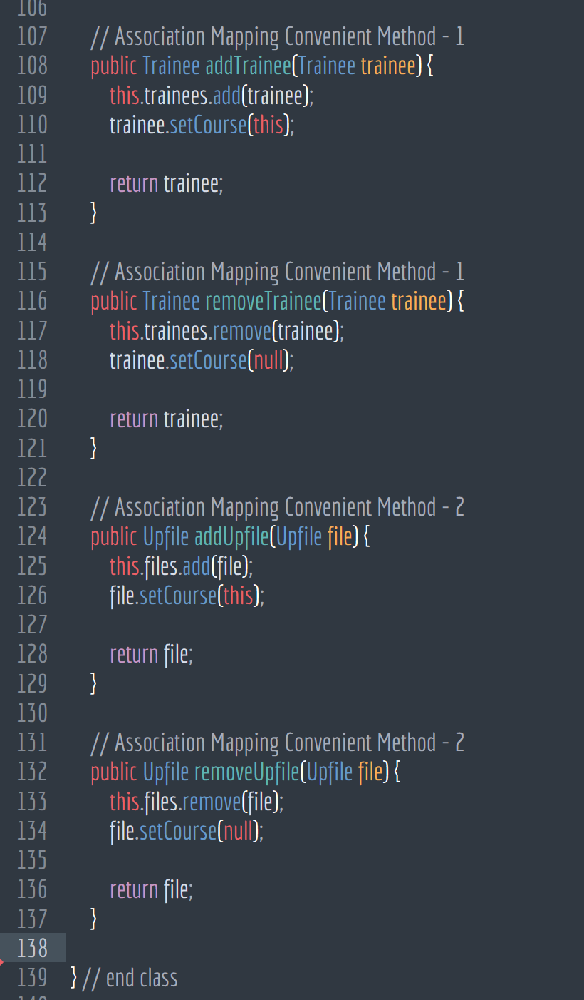 106
107 // Association Mapping Convenient Method - 1
108 public Trainee addTrainee(Trainee trainee) {
109 this.trainees.add(trainee);
110 trainee.setCourse(this);
111
112 return trainee;
113 }
114
115 // Association Mapping Convenient Method - 1
116 public Trainee removeTrainee(Trainee trainee) {
117 this.trainees.remove(trainee);
118 trainee.setCourse(null);
119
120 return trainee;
121 }
122
123 // Association Mapping Convenient Method - 2
124 public Upfile addUpfile(Upfile file) {
125 this.files.add(file);
126 file.setCourse(this);
127
128 return file;
129 }
130
131 // Association Mapping Convenient Method - 2
132 public Upfile removeUpfile(Upfile file) {
133 this.files.remove(file);
134 file.setCourse(null);
135
136 return file;
137 }
138
139 } // end class